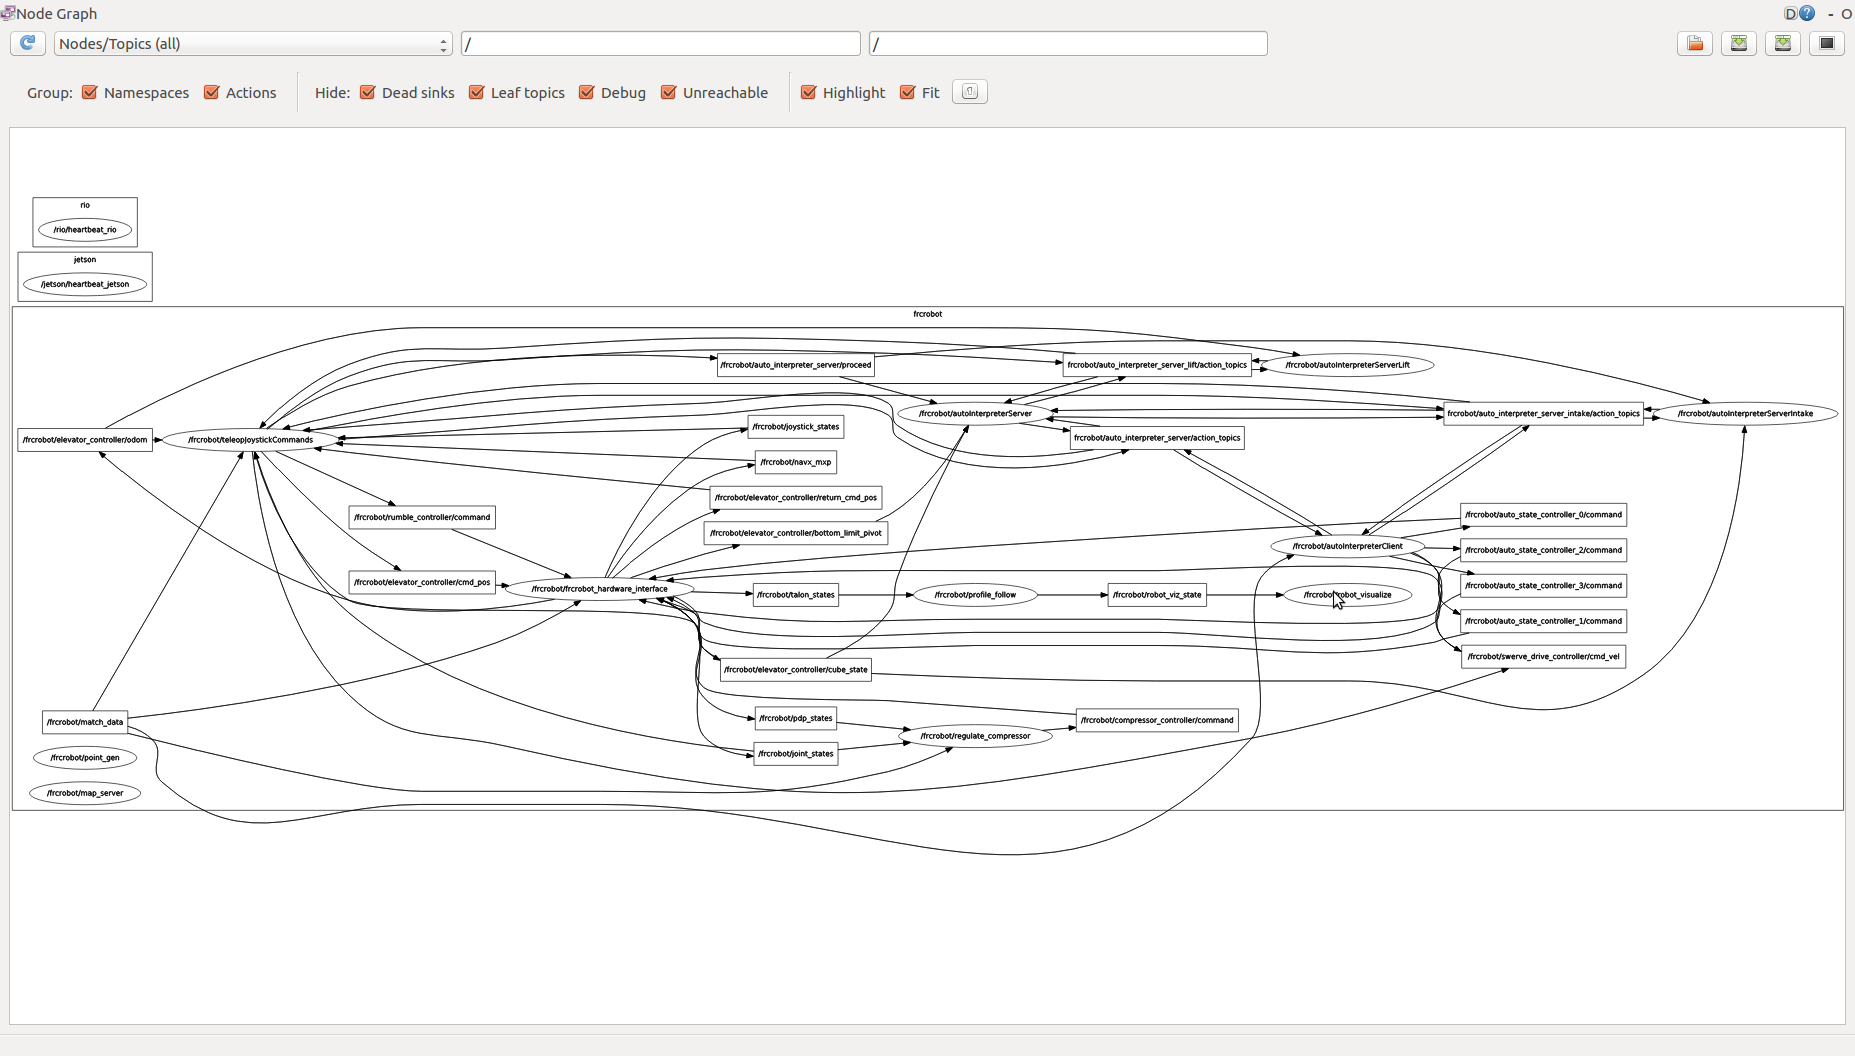 Node Graph
D ? - O
Nodes/Topics (all)
/
/
Group:
Namespaces
Actions
Hide:
Dead sinks
Leaf topics
Debug
Unreachable
Highlight
Fit
rio
/rio/heartbeat_rio
jetson
/jetson/heartbeat_jetson
frcrobot
/frcrobot/auto_interpreter_server/proceed
frcrobot/auto_interpreter_server_lift/action_topics
/frcrobot/autoInterpreterServerLift
/frcrobot/autoInterpreterServer
frcrobot/auto_interpreter_server_intake/action_topics
/frcrobot/autoInterpreterServerIntake
/frcrobot/elevator_controller/odom
/frcrobot/teleopJoystickCommands
/frcrobot/joystick_states
frcrobot/auto_interpreter_server/action_topics
/frcrobot/navx_mxp
/frcrobot/elevator_controller/return_cmd_pos
/frcrobot/rumble_controller/command
/frcrobot/auto_state_controller_0/command
/frcrobot/elevator_controller/bottom_limit_pivot
/frcrobot/autoInterpreterClient
/frcrobot/auto_state_controller_2/command
/frcrobot/elevator_controller/cmd_pos
/frcrobot/frcrobot_hardware_interface
/frcrobot/auto_state_controller_3/command
/frcrobot/talon_states
/frcrobot/profile_follow
/frcrobot/robot_viz_state
/frcrobot/robot_visualize
/frcrobot/auto_state_controller_1/command
/frcrobot/swerve_drive_controller/cmd_vel
/frcrobot/elevator_controller/cube_state
/frcrobot/match_data
/frcrobot/pdp_states
/frcrobot/compressor_controller/command
/frcrobot/regulate_compressor
/frcrobot/joint_states
/frcrobot/point_gen
/frcrobot/map_server